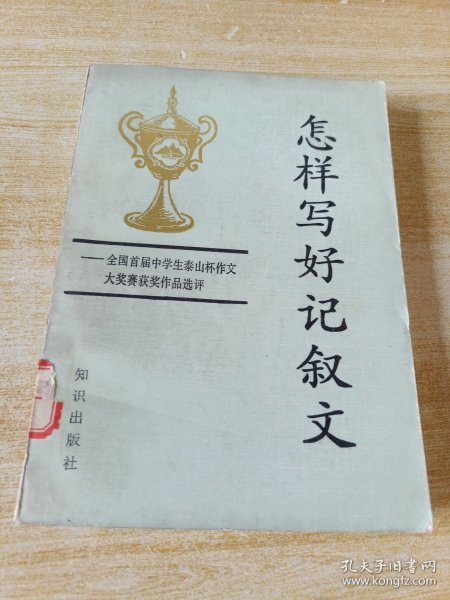 怎样写好记叙文
——全国首届中学生泰山杯作文
大奖赛获奖作品选评
知识出版社
孔夫子旧书网
www.kongfz.com